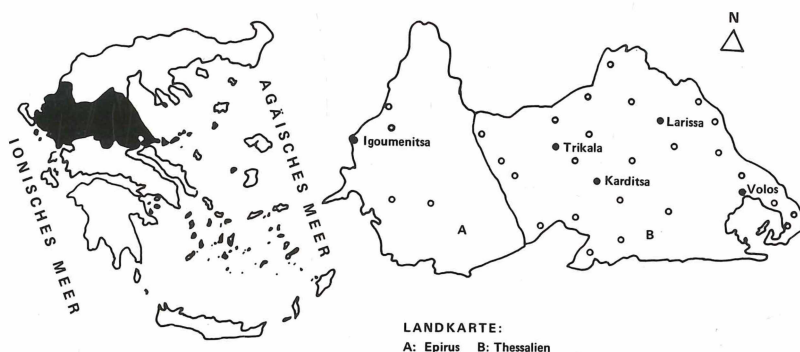 IONISCHES MEER
AGÄISCHES MEER
N
Igoumenitsa
Larissa
Trikala
Karditsa
Volos
A
B
LANDKARTE:
A: Epirus B: Thessalien